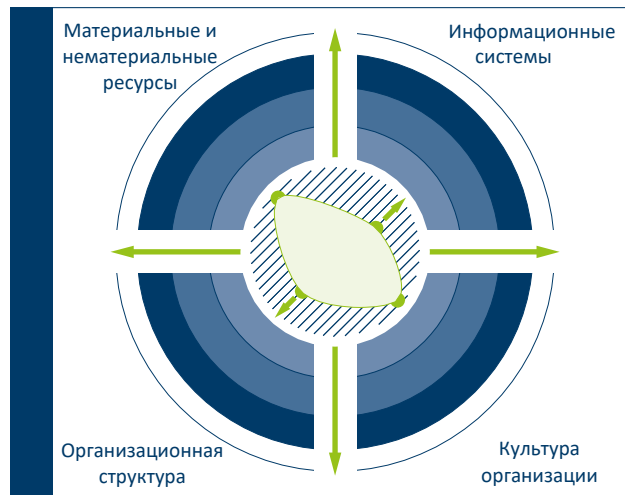 Материальные и
нематериальные
ресурсы
Информационные
системы
Организационная
структура
Культура
организации